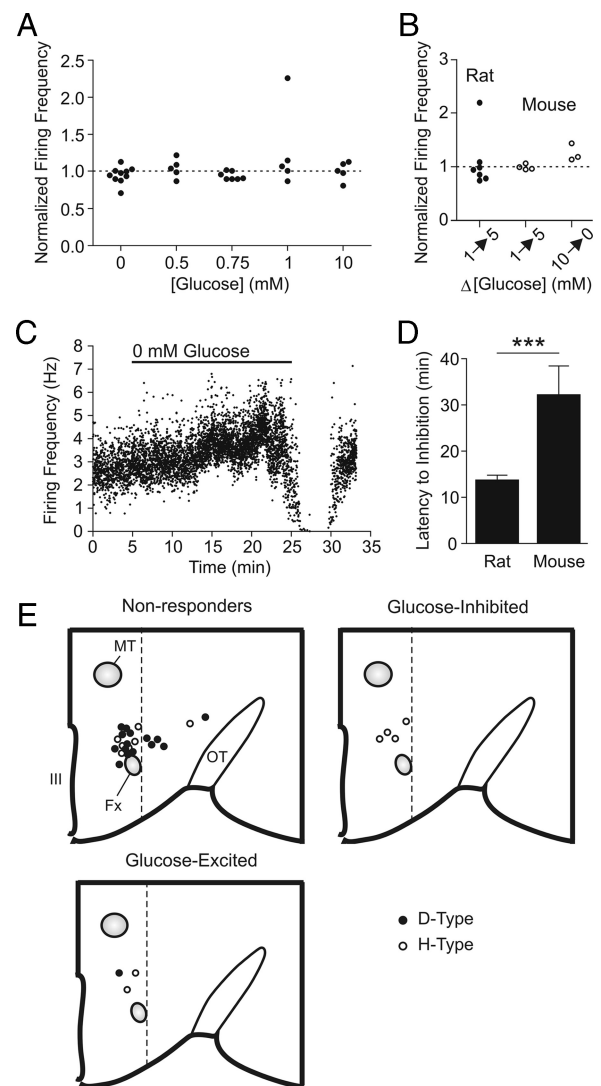 A
Normalized Firing Frequency
2.5
2.0
1.5
1.0
0.5
0.0
0 0.5 0.75 1 10
[Glucose] (mM)
B
Normalized Firing Frequency
3
2
1
0
Rat
Mouse
1➔5 1➔5 10➔0
Δ[Glucose] (mM)
C
Firing Frequency (Hz)
8
7
6
5
4
3
2
1
0
0 mM Glucose
0 5 10 15 20 25 30 35
Time (min)
D
Latency to Inhibition (min)
40
30
20
10
0
***
Rat Mouse
E
Non-responders
MT
OT
III
Fx
Glucose-Inhibited
Glucose-Excited
D-Type
H-Type